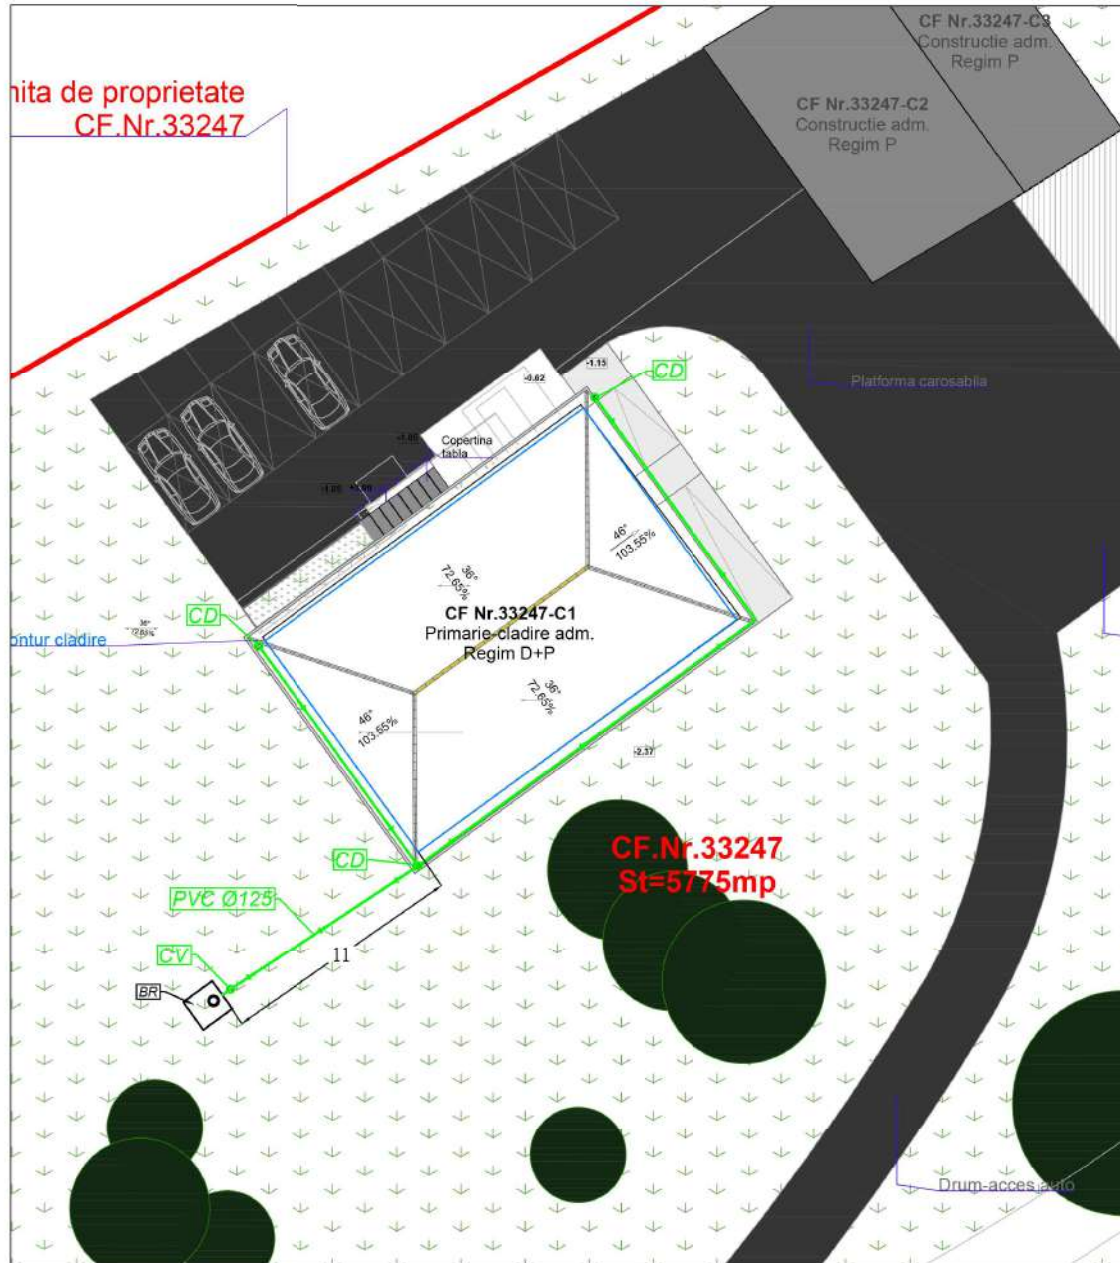 CF Nr.33247-C3
Constructie adm.
Regim P
nita de proprietate
CF.Nr.33247
CF Nr.33247-C2
Constructie adm.
Regim P
-1.15
CD
-0.62
Platforma carosabila
Copertina
tabla
46°
103.55%
36°
72.65%
CF Nr.33247-C1
Primarie-cladire adm.
Regim D+P
CD
36°
72.65%
ontur cladire
36°
72.65%
46°
103.55%
-2.37
CD
CF.Nr.33247
St=5775mp
PVC Ø125
CV
11
BR
Drum-acces auto